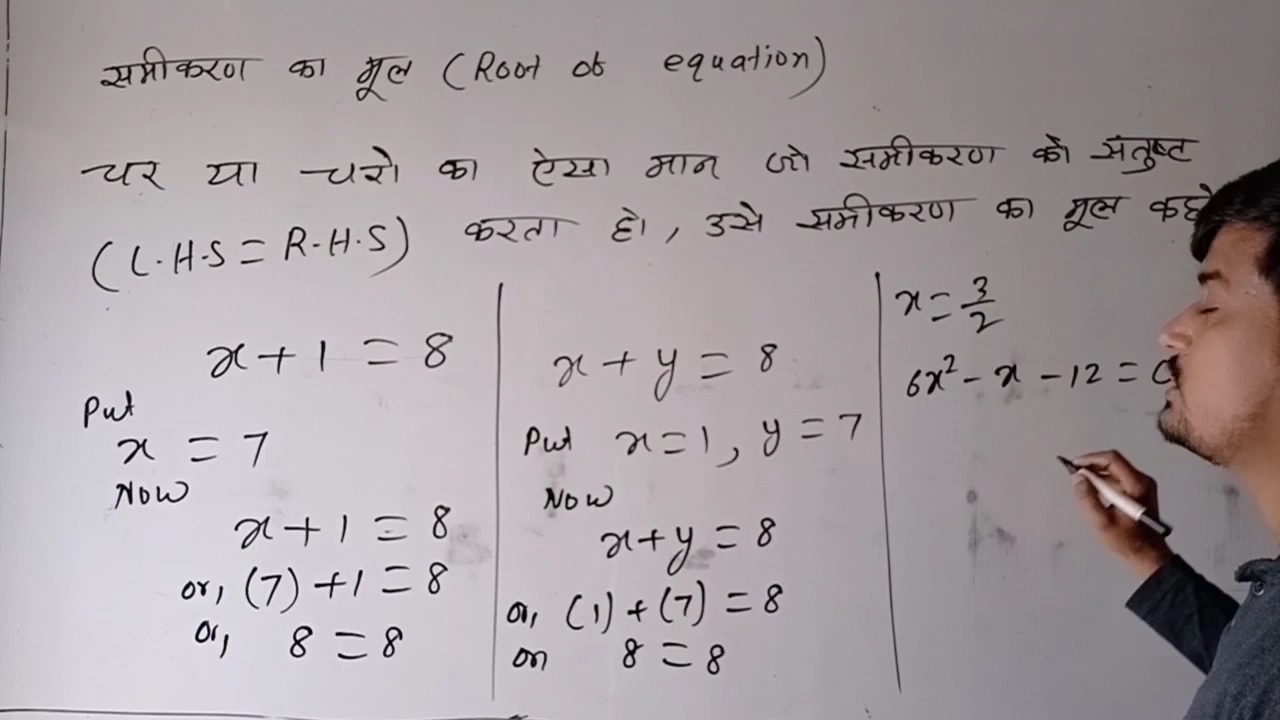 समीकरण का मूल (Root of equation)
चर या चरो का ऐसा मान जो समीकरण को संतुष्ट
(L.H.S = R.H.S) करता हो, उसे समीकरण का मूल
x + 1 = 8
Put
x = 7
Now
x + 1 = 8
or, (7) + 1 = 8
or, 8 = 8
x + y = 8
Put x = 1, y = 7
Now
x + y = 8
or, (1) + (7) = 8
or 8 = 8
x = 3/2
6x² - x - 12 =